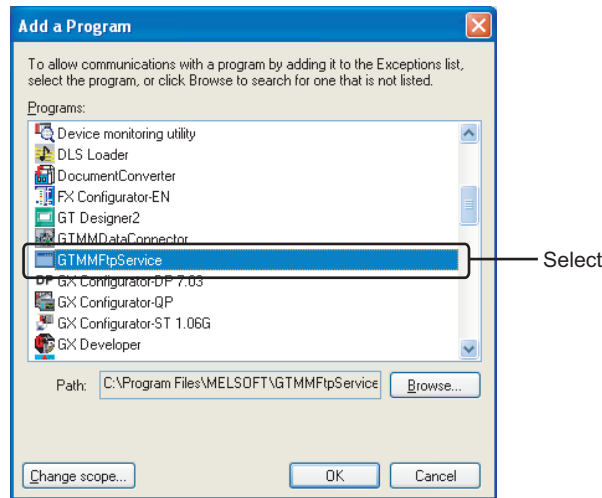 Add a Program
To allow communications with a program by adding it to the Exceptions list,
select the program, or click Browse to search for one that is not listed.
Programs:
Device monitoring utility
DLS Loader
DocumentConverter
FX Configurator-EN
GT Designer2
GTMMDataConnector
GTMMFtpService
Select
GX Configurator-DP 7.03
GX Configurator-QP
GX Configurator-ST 1.06G
GX Developer
Path: C:\Program Files\MELSOFT\GTMMFtpService Browse...
Change scope... OK Cancel